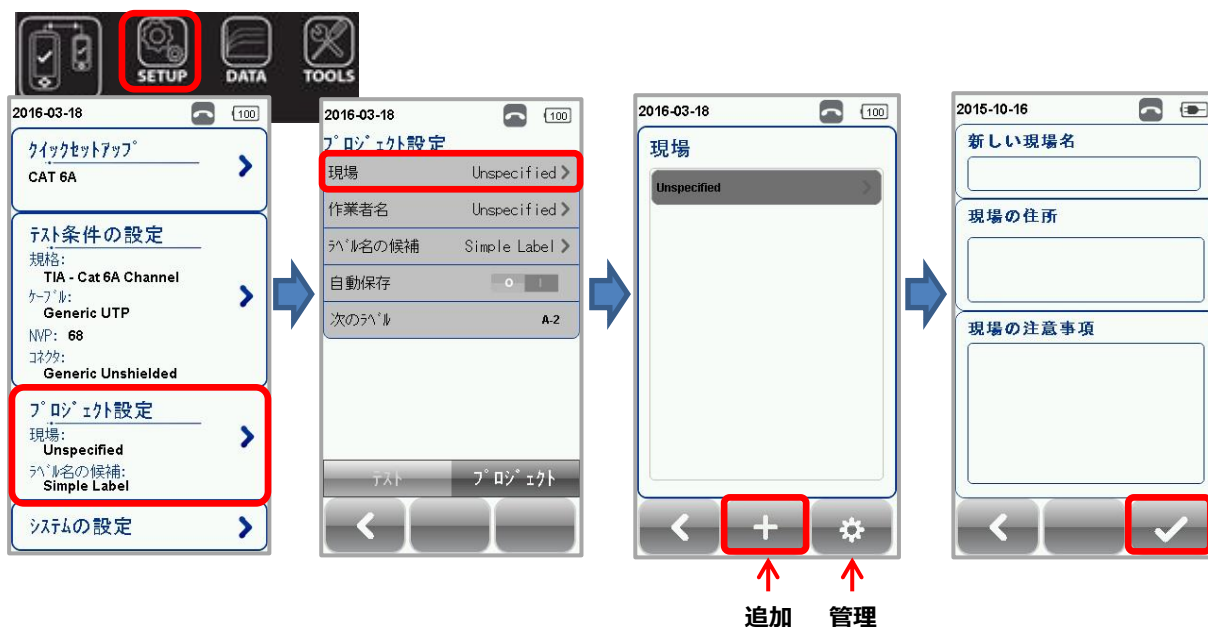 SETUP DATA TOOLS
2016-03-18 100
クイックセットアップ
CAT 6A
テスト条件の設定
規格:
TIA - Cat 6A Channel
ケーブル:
Generic UTP
NVP: 68
コネクタ:
Generic Unshielded
プロジェクト設定
現場:
Unspecified
ラベル名の候補:
Simple Label
システムの設定
2016-03-18 100
プロジェクト設定
現場 Unspecified
作業者名 Unspecified
ラベル名の候補 Simple Label
自動保存 O I
次のラベル A-2
テスト プロジェクト
2016-03-18 100
現場
Unspecified
追加 管理
2015-10-16
新しい現場名
現場の住所
現場の注意事項